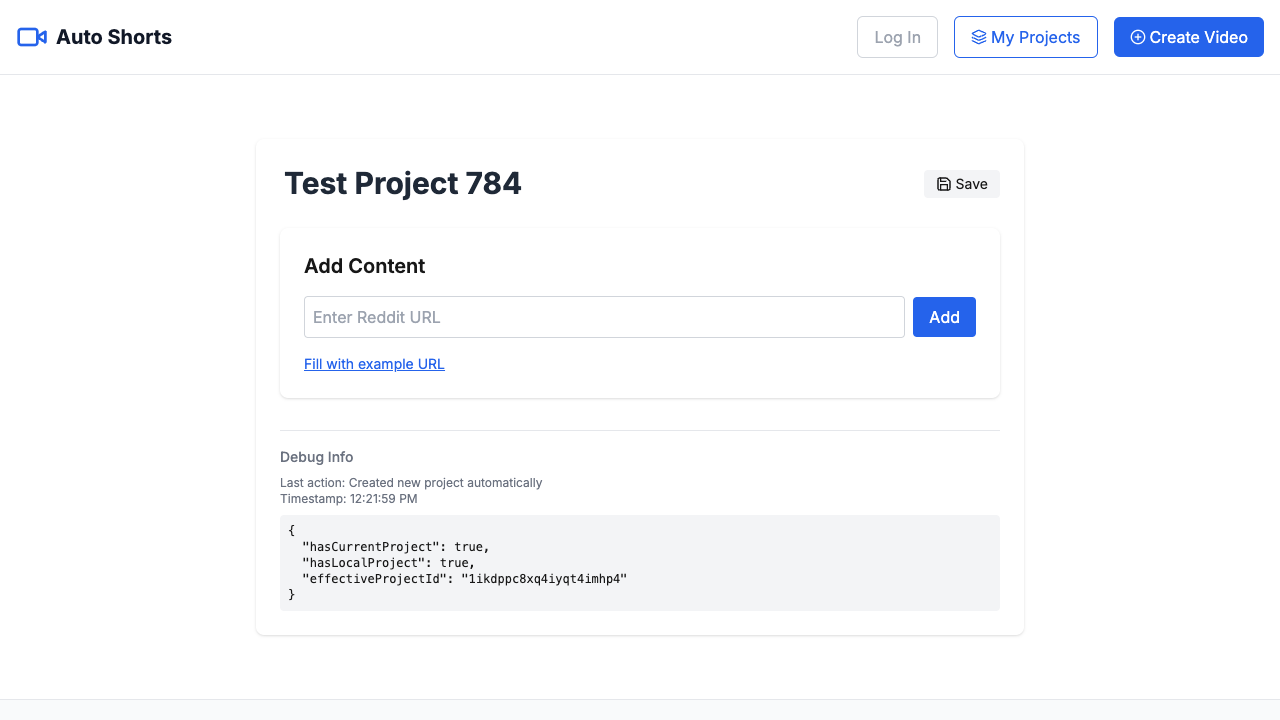 Auto Shorts
Log In
My Projects
Create Video
Test Project 784
Save
Add Content
Enter Reddit URL
Add
Fill with example URL
Debug Info
Last action: Created new project automatically
Timestamp: 12:21:59 PM
{
  "hasCurrentProject": true,
  "hasLocalProject": true,
  "effectiveProjectId": "1ikdppc8xq4iyqt4imhp4"
}